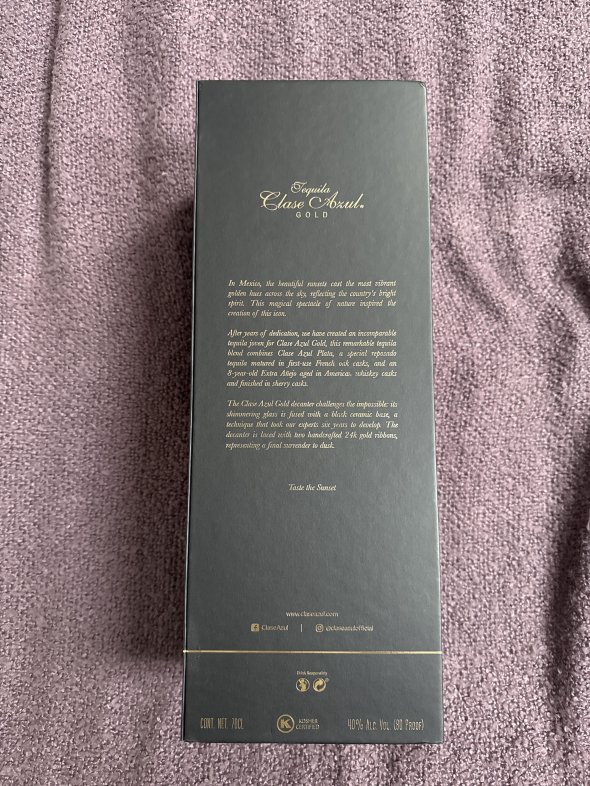 Tequila
Clase Azul
GOLD
In Mexico, the beautiful sunsets cast the most vibrant
golden hues across the sky, reflecting the country's bright
spirit. This magical spectacle of nature inspired the
creation of this icon.
After years of dedication, we have created an incomparable
tequila joven for Clase Azul Gold, this remarkable tequila
blend combines Clase Azul Plata, a special reposado
tequila matured in first-use French oak casks, and an
8-year-old Extra Añejo aged in American whiskey casks
and finished in sherry casks.
The Clase Azul Gold decanter challenges the impossible: its
shimmering glass is fused with a black ceramic base, a
technique that took our experts six years to develop. The
decanter is laced with two handcrafted 24k gold ribbons,
representing a final surrender to dusk.
Taste the Sunset
www.claseazul.com
ClaseAzul | @claseazulofficial
Drink Responsibly
CONT. NET. 70CL K KOSHER CERTIFIED 40% Alc. Vol. (80 Proof)